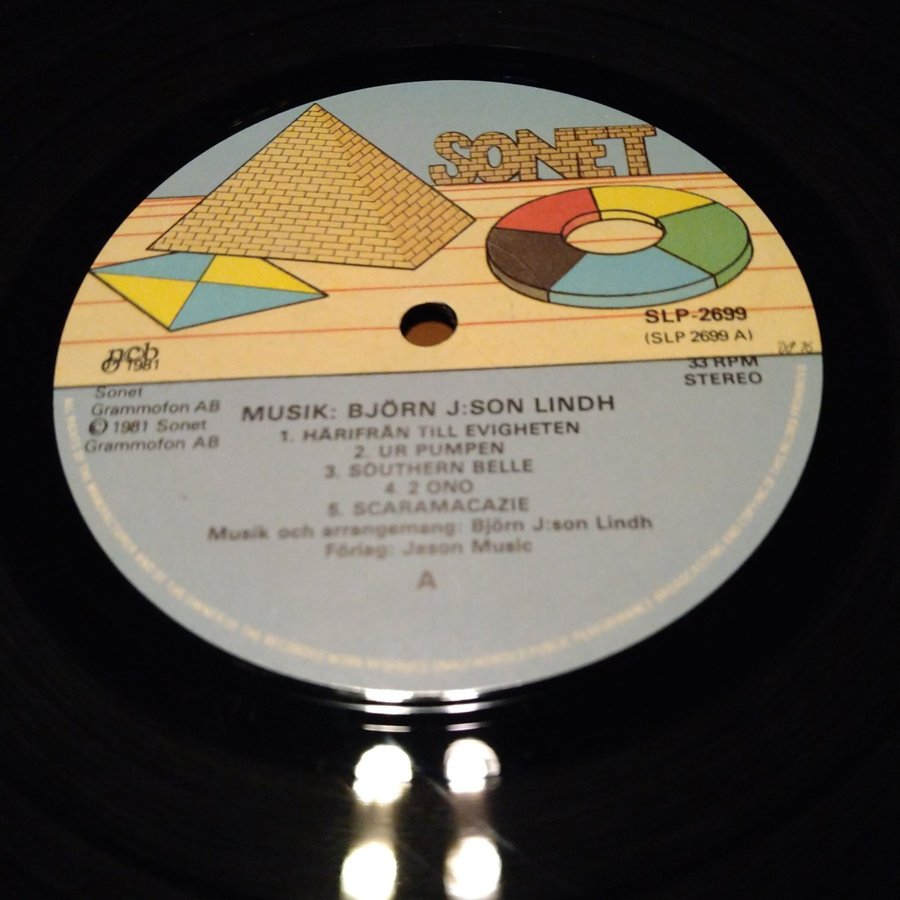 SONET
SLP-2699
(SLP 2699 A)
ncb
℗ 1981
Sonet
Grammofon AB
© 1981 Sonet
Grammofon AB
33 RPM
STEREO
MUSIK: BJÖRN J:SON LINDH
1. HÄRIFRÅN TILL EVIGHETEN
2. UR PUMPEN
3. SOUTHERN BELLE
4. 2 ONO
5. SCARAMACAZIE
Musik och arrangemang: Björn J:son Lindh
Förlag: Jason Music
A